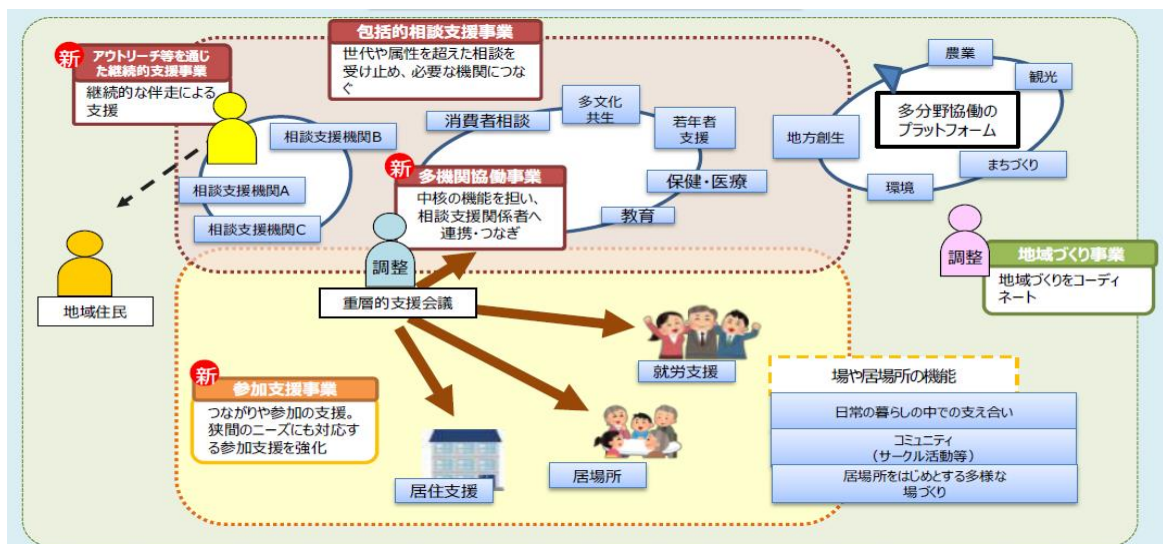 新
アウトリーチ等を通じ
た継続的支援事業
継続的な伴走による
支援
包括的相談支援事業
世代や属性を超えた相談を
受け止め、必要な機関につな
ぐ
相談支援機関B
相談支援機関A
相談支援機関C
消費者相談
多文化
共生
若年者
支援
保健・医療
教育
新
多機関協働事業
中核の機能を担い、
相談支援関係者へ
連携・つなぎ
農業
観光
多分野協働の
プラットフォーム
地方創生
まちづくり
環境
調整
地域づくり事業
地域づくりをコーディ
ネート
地域住民
調整
重層的支援会議
新
参加支援事業
つながりや参加の支援。
狭間のニーズにも対応す
る参加支援を強化
就労支援
居場所
居住支援
場や居場所の機能
日常の暮らしの中での支え合い
コミュニティ
（サークル活動等）
居場所をはじめとする多様な
場づくり